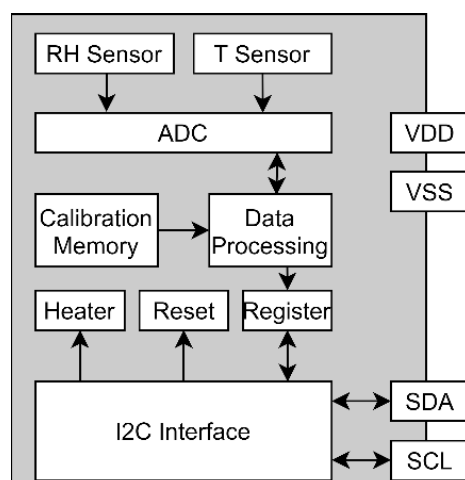 RH Sensor
T Sensor
ADC
VDD
VSS
Calibration
Memory
Data
Processing
Heater
Reset
Register
I2C Interface
SDA
SCL